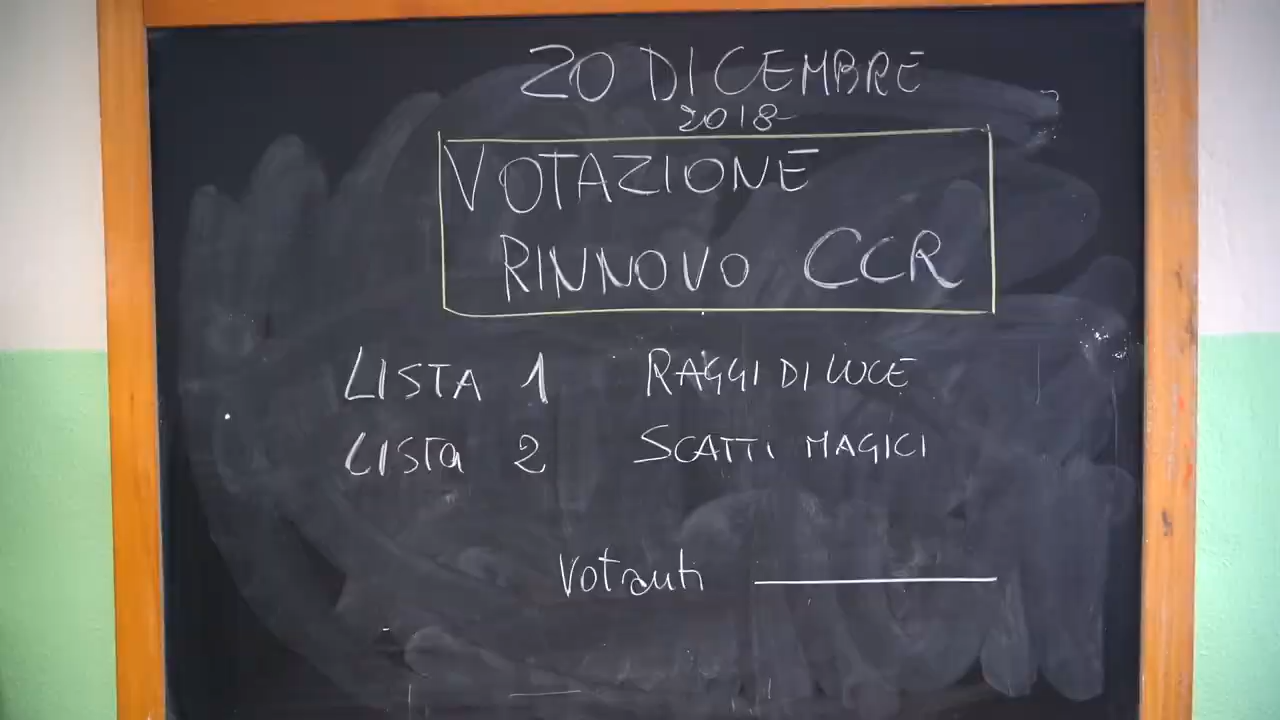 20 DICEMBRE
2018
VOTAZIONE
RINNOVO CCR
LISTA 1 RAGGI DI LUCE
LISTa 2 SCATTI MAGICI
Votanti